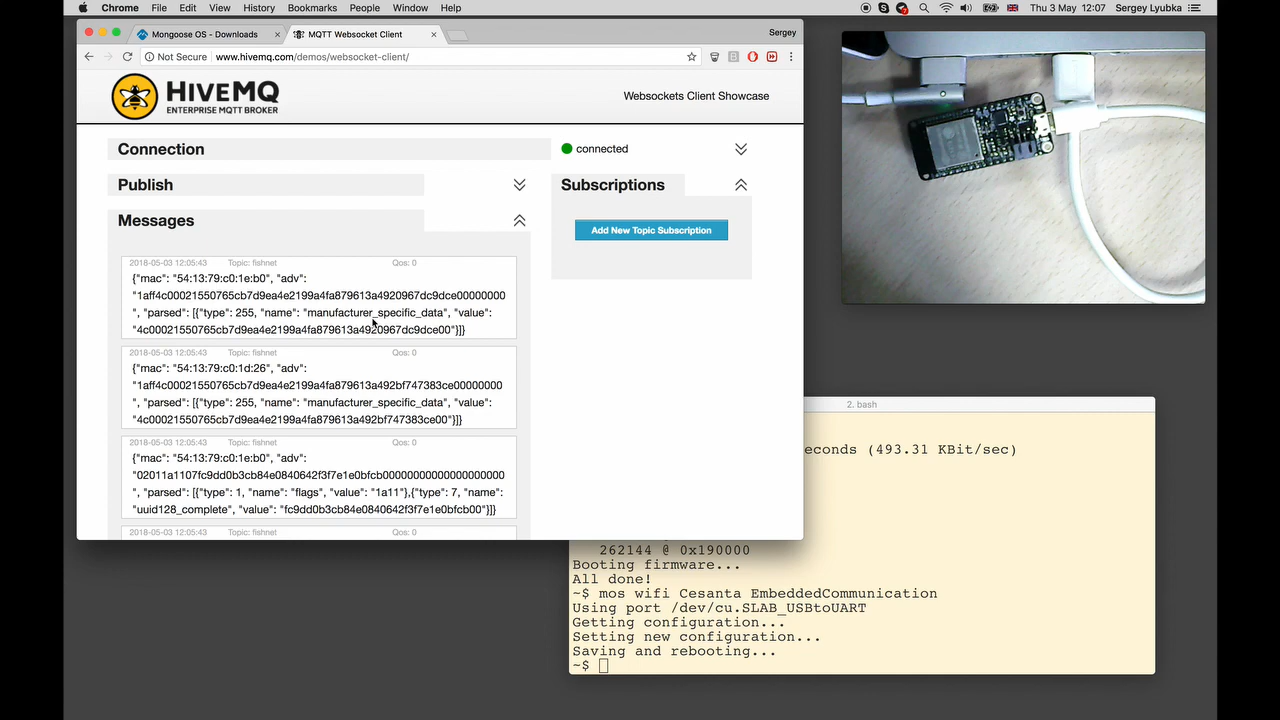 Chrome File Edit View History Bookmarks People Window Help Thu 3 May 12:07 Sergey Lyubka
Mongoose OS - Downloads × MQTT Websocket Client × Sergey
Not Secure www.hivemq.com/demos/websocket-client/
HIVEMQ
ENTERPRISE MQTT BROKER
Websockets Client Showcase
Connection
connected
Publish
Subscriptions
Messages
Add New Topic Subscription
2018-05-03 12:05:43 Topic: fishnet Qos: 0
{"mac": "54:13:79:c0:1e:b0", "adv":
"1aff4c00021550765cb7d9ea4e2199a4fa879613a4920967dc9dce00000000
", "parsed": [{"type": 255, "name": "manufacturer_specific_data", "value":
"4c00021550765cb7d9ea4e2199a4fa879613a4920967dc9dce00"}]}
2018-05-03 12:05:43 Topic: fishnet Qos: 0
{"mac": "54:13:79:c0:1d:26", "adv":
"1aff4c00021550765cb7d9ea4e2199a4fa879613a492bf747383ce00000000
", "parsed": [{"type": 255, "name": "manufacturer_specific_data", "value":
"4c00021550765cb7d9ea4e2199a4fa879613a492bf747383ce00"}]}
2018-05-03 12:05:43 Topic: fishnet Qos: 0
{"mac": "54:13:79:c0:1e:b0", "adv":
"02011a1107fc9dd0b3cb84e0840642f3f7e1e0bfcb00000000000000000000
", "parsed": [{"type": 1, "name": "flags", "value": "1a11"},{"type": 7, "name":
"uuid128_complete", "value": "fc9dd0b3cb84e0840642f3f7e1e0bfcb00"}]}
2018-05-03 12:05:43 Topic: fishnet Qos: 0
2. bash
econds (493.31 KBit/sec)
262144 @ 0x190000
Booting firmware...
All done!
~$ mos wifi Cesanta EmbeddedCommunication
Using port /dev/cu.SLAB_USBtoUART
Getting configuration...
Setting new configuration...
Saving and rebooting...
~$